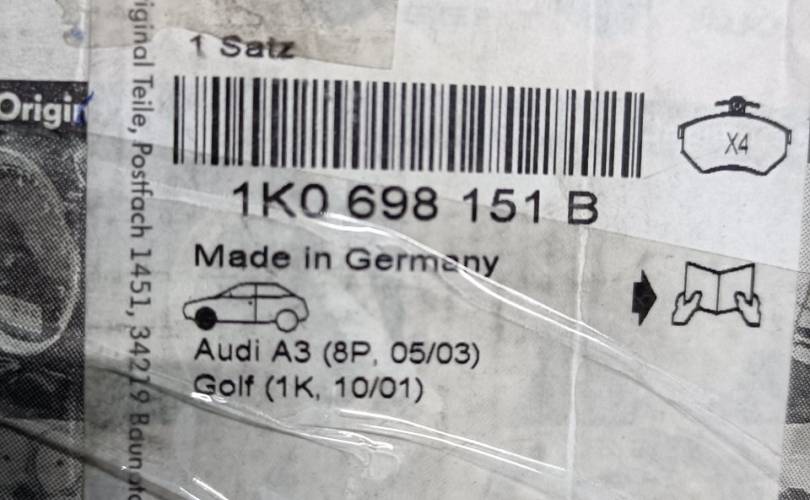 1 Satz
1K0 698 151 B
Made in Germany
Audi A3 (8P, 05/03)
Golf (1K, 10/01)
X4
Origin
iginal Teile, Postfach 1451, 34219 Baunata